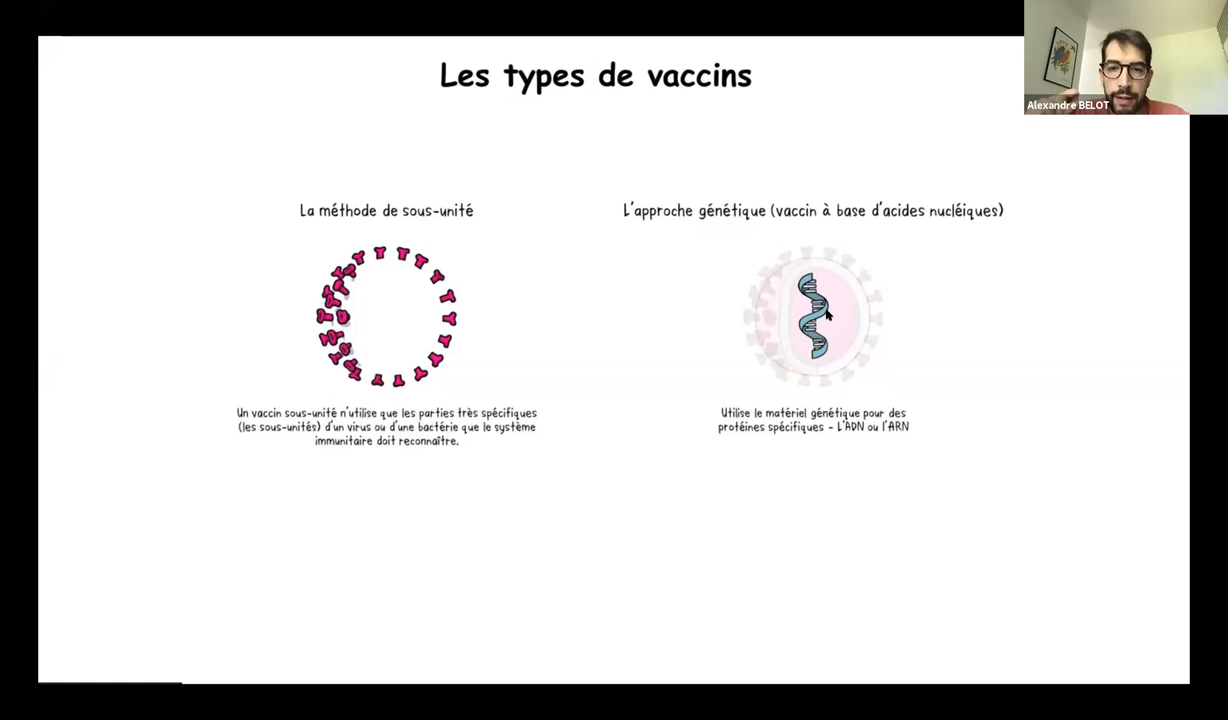 Les types de vaccins
Alexandre BELOT
La méthode de sous-unité
L'approche génétique (vaccin à base d'acides nucléiques)
Un vaccin sous-unité n'utilise que les parties très spécifiques
(les sous-unités) d'un virus ou d'une bactérie que le système
immunitaire doit reconnaître.
Utilise le matériel génétique pour des
protéines spécifiques - L'ADN ou l'ARN